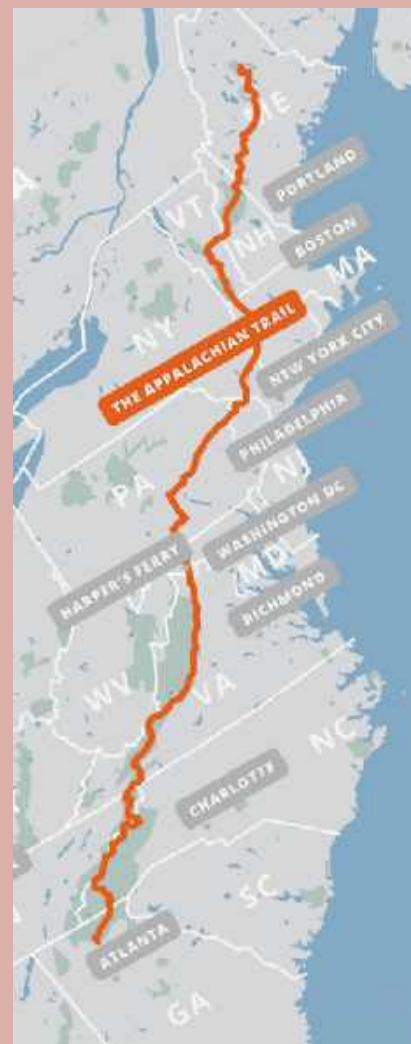 ME
PORTLAND
VT
NH
BOSTON
MA
NY
THE APPALACHIAN TRAIL
NEW YORK CITY
PHILADELPHIA
PA
WASHINGTON DC
HARPER'S FERRY
MD
RICHMOND
WV
VA
NC
CHARLOTTE
SC
ATLANTA
GA